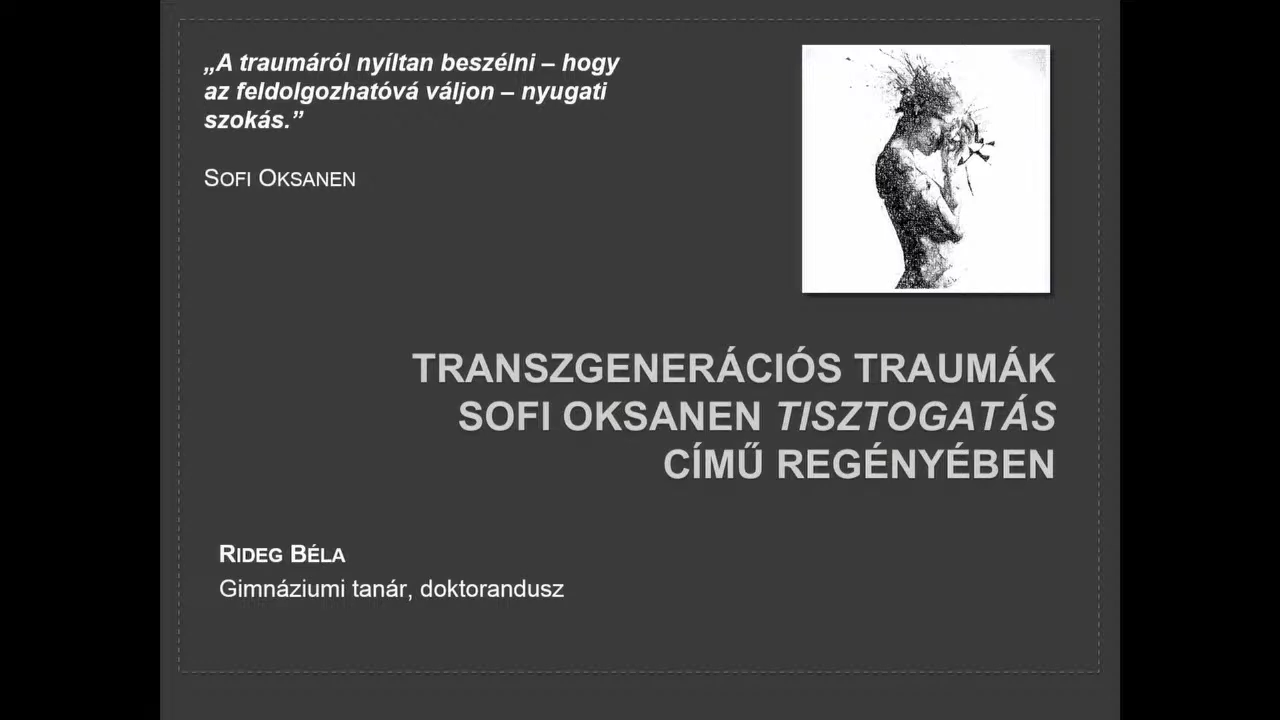 „A traumáról nyíltan beszélni – hogy
az feldolgozhatóvá váljon – nyugati
szokás.”
SOFI OKSANEN
TRANSZGENERÁCIÓS TRAUMÁK
SOFI OKSANEN TISZTOGATÁS
CÍMŰ REGÉNYÉBEN
RIDEG BÉLA
Gimnáziumi tanár, doktorandusz